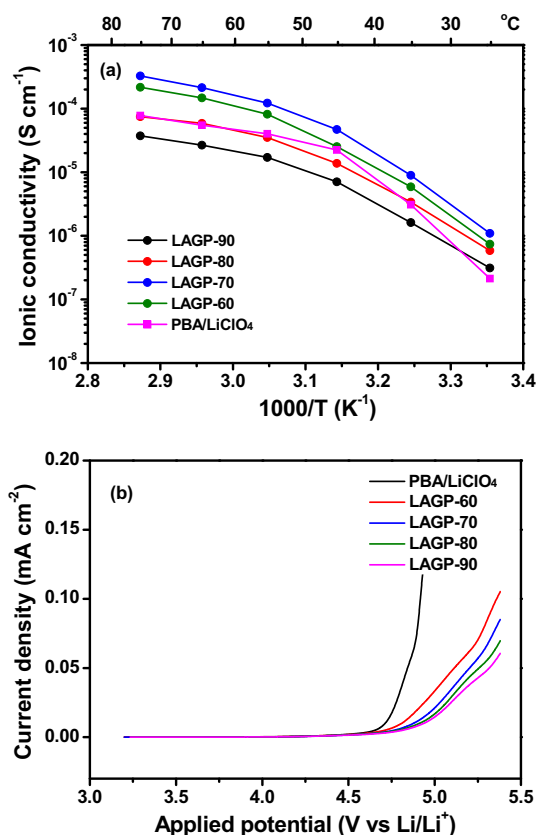 80 70 60 50 40 30 °C
(a)
10⁻³
10⁻⁴
10⁻⁵
10⁻⁶
10⁻⁷
10⁻⁸
Ionic conductivity (S cm⁻¹)
LAGP-90
LAGP-80
LAGP-70
LAGP-60
PBA/LiClO₄
2.8 2.9 3.0 3.1 3.2 3.3 3.4
1000/T (K⁻¹)
(b)
0.20
0.15
0.10
0.05
0.00
Current density (mA cm⁻²)
PBA/LiClO₄
LAGP-60
LAGP-70
LAGP-80
LAGP-90
3.0 3.5 4.0 4.5 5.0 5.5
Applied potential (V vs Li/Li⁺)